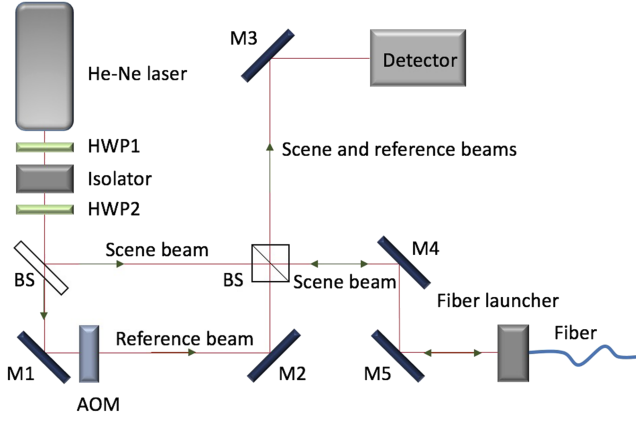 M3
He-Ne laser
Detector
HWP1
Isolator
Scene and reference beams
HWP2
Scene beam
M4
BS
BS
Scene beam
Fiber launcher
Reference beam
Fiber
M1
M2
M5
AOM